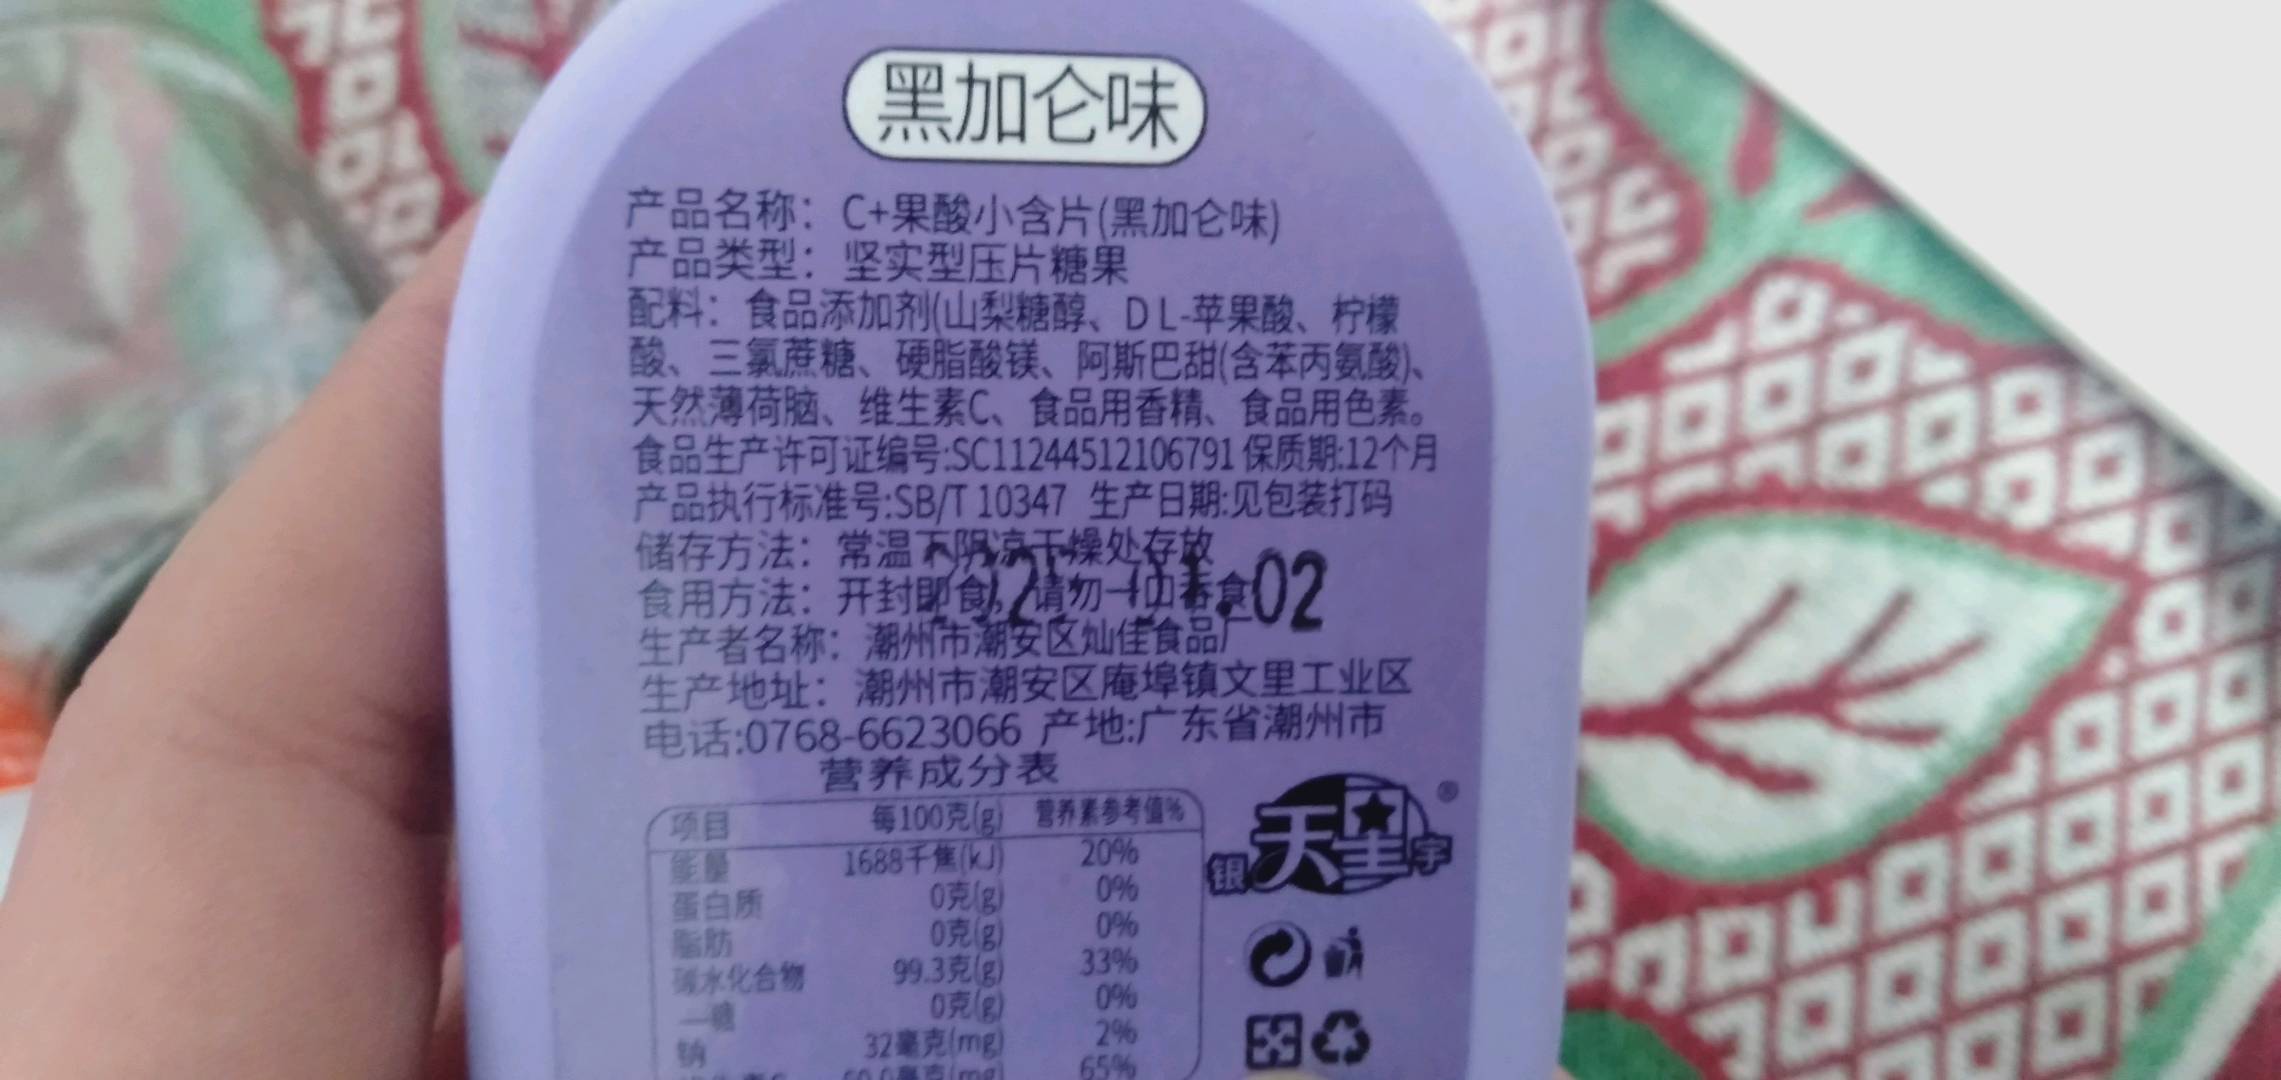 黑加仑味
产品名称：C+果酸小含片(黑加仑味)
产品类型：坚实型压片糖果
配料：食品添加剂(山梨糖醇、DL-苹果酸、柠檬
酸、三氯蔗糖、硬脂酸镁、阿斯巴甜(含苯丙氨酸)、
天然薄荷脑、维生素C、食品用香精、食品用色素。
食品生产许可证编号:SC11244512106791 保质期:12个月
产品执行标准号:SB/T 10347 生产日期:见包装打码
储存方法：常温下阴凉干燥处存放
食用方法：开封即食，请勿一口吞食
生产者名称：潮州市潮安区灿佳食品厂
生产地址：潮州市潮安区庵埠镇文里工业区
电话:0768-6623066 产地:广东省潮州市
营养成分表
项目 每100克(g) 营养素参考值%
能量 1688千焦(kJ) 20%
蛋白质 0克(g) 0%
脂肪 0克(g) 0%
碳水化合物 99.3克(g) 33%
—糖 0克(g) 0%
钠 32毫克(mg) 2%
65%
银天星宇®